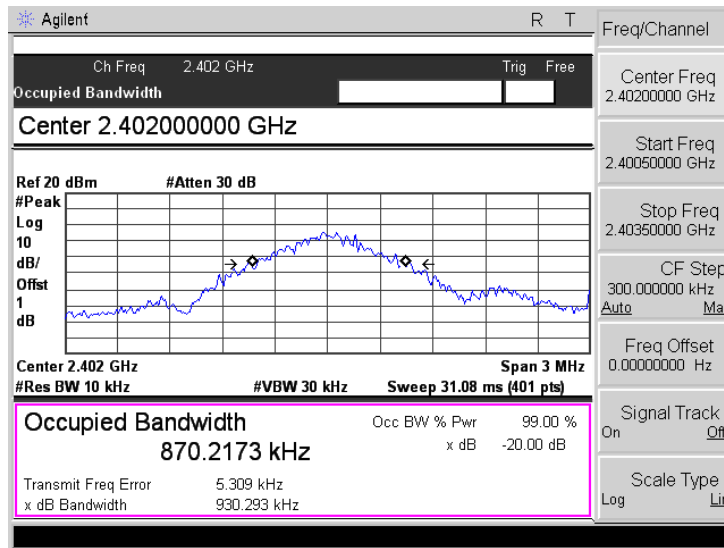 Agilent R T
Ch Freq 2.402 GHz Trig Free
Occupied Bandwidth
Center 2.402000000 GHz
Ref 20 dBm #Atten 30 dB
#Peak
Log
10
dB/
Offst
1
dB
Center 2.402 GHz Span 3 MHz
#Res BW 10 kHz #VBW 30 kHz Sweep 31.08 ms (401 pts)
Occupied Bandwidth Occ BW % Pwr 99.00 %
870.2173 kHz x dB -20.00 dB
Transmit Freq Error 5.309 kHz
x dB Bandwidth 930.293 kHz
Freq/Channel
Center Freq
2.40200000 GHz
Start Freq
2.40050000 GHz
Stop Freq
2.40350000 GHz
CF Step
300.000000 kHz
Auto Ma
Freq Offset
0.00000000 Hz
Signal Track
On Off
Scale Type
Log Lin